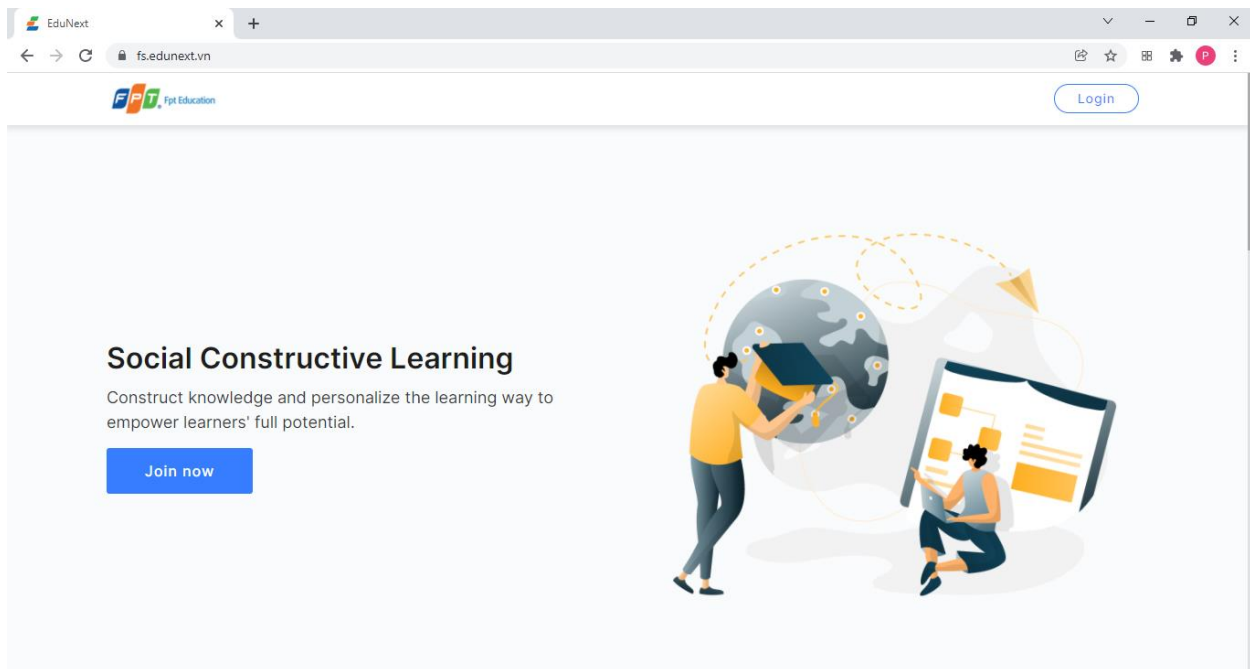 EduNext
fs.edunext.vn
P
FPT. Fpt Education
Login
Social Constructive Learning
Construct knowledge and personalize the learning way to
empower learners' full potential.
Join now